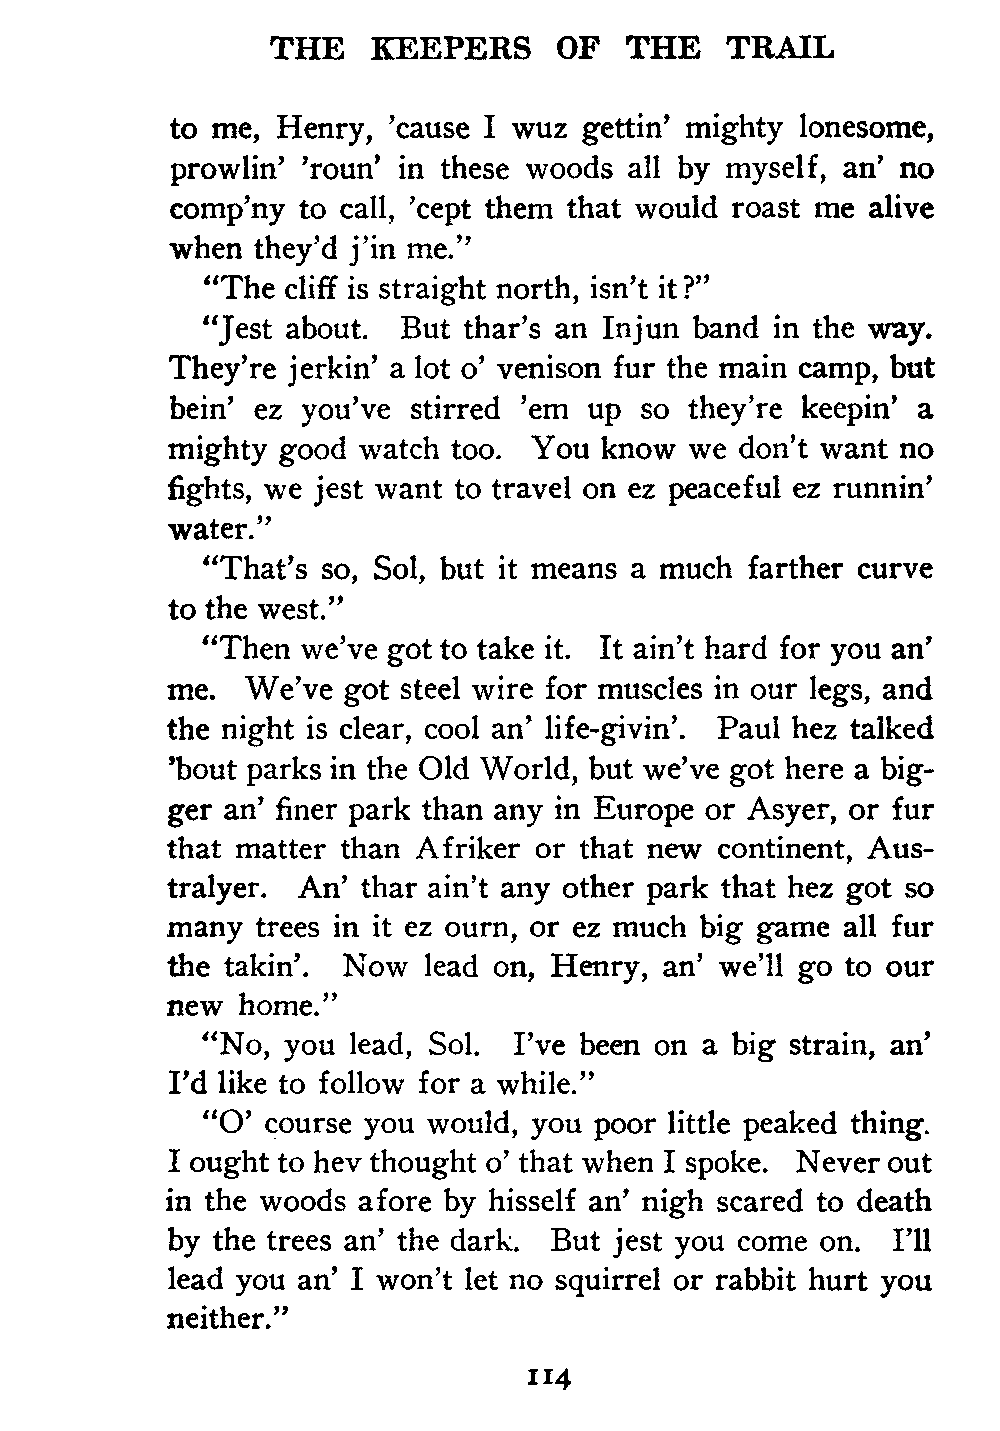 THE KEEPERS OF THE TRAIL
to me, Henry, 'cause I wuz gettin' mighty lonesome,
prowlin' 'roun' in these woods all by myself, an' no
comp'ny to call, 'cept them that would roast me alive
when they'd j'in me."
"The cliff is straight north, isn't it?"
"Jest about. But thar's an Injun band in the way.
They're jerkin' a lot o' venison fur the main camp, but
bein' ez you've stirred 'em up so they're keepin' a
mighty good watch too. You know we don't want no
fights, we jest want to travel on ez peaceful ez runnin'
water."
"That's so, Sol, but it means a much farther curve
to the west."
"Then we've got to take it. It ain't hard for you an'
me. We've got steel wire for muscles in our legs, and
the night is clear, cool an' life-givin'. Paul hez talked
'bout parks in the Old World, but we've got here a big-
ger an' finer park than any in Europe or Asyer, or fur
that matter than Afriker or that new continent, Aus-
tralyer. An' thar ain't any other park that hez got so
many trees in it ez ourn, or ez much big game all fur
the takin'. Now lead on, Henry, an' we'll go to our
new home."
"No, you lead, Sol. I've been on a big strain, an'
I'd like to follow for a while."
"O' course you would, you poor little peaked thing.
I ought to hev thought o' that when I spoke. Never out
in the woods afore by hisself an' nigh scared to death
by the trees an' the dark. But jest you come on. I'll
lead you an' I won't let no squirrel or rabbit hurt you
neither."
114